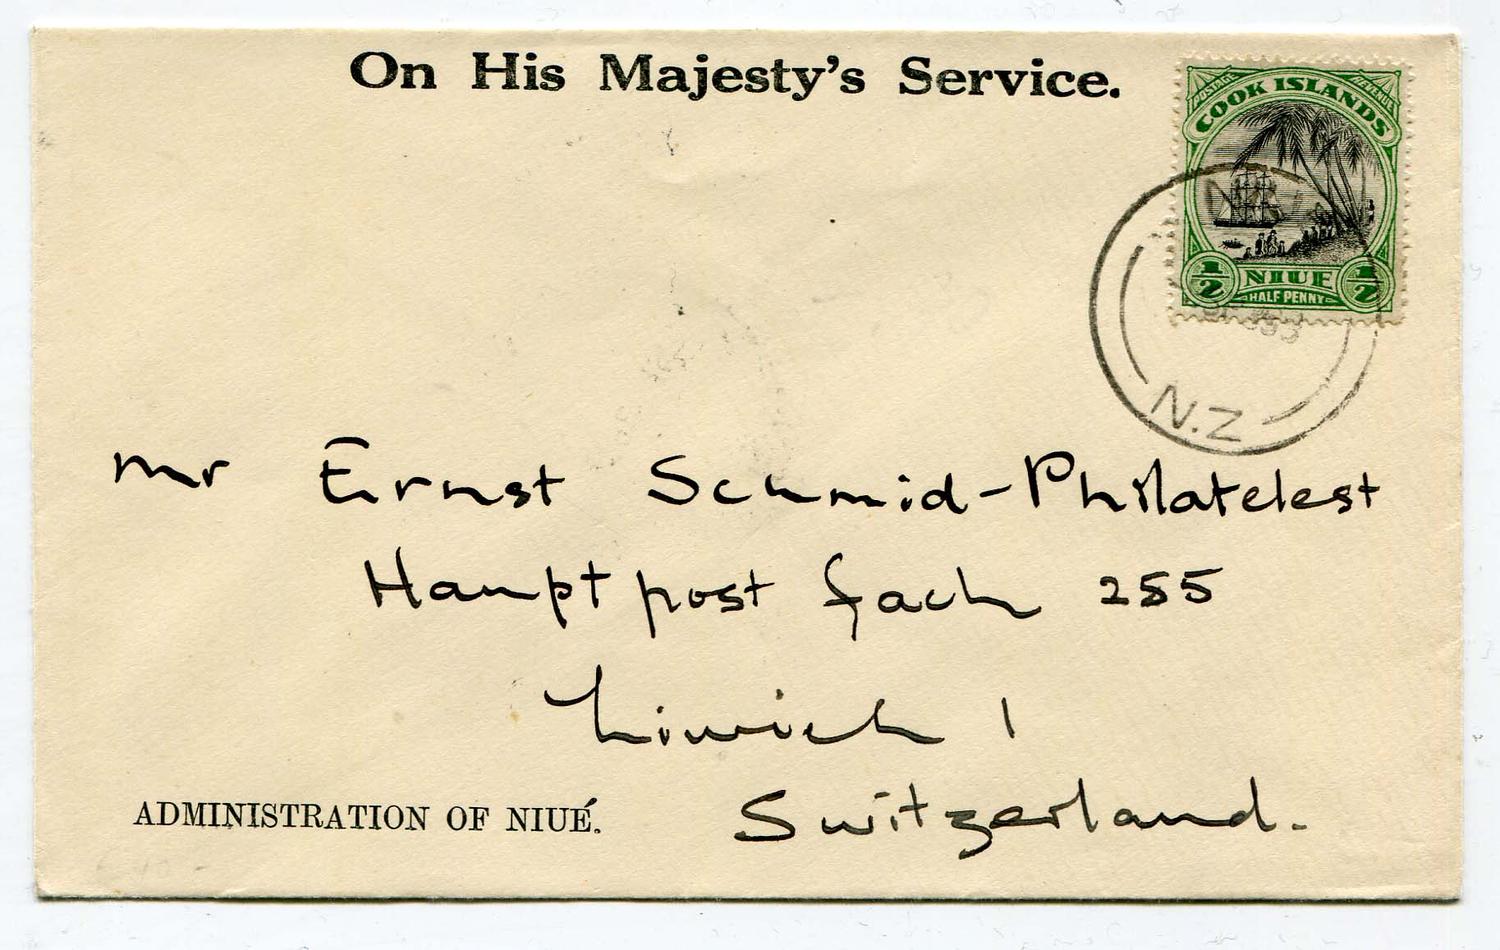 On His Majesty's Service.
POSTAGE REVENUE
COOK ISLANDS
1/2 NIUE 1/2
HALF PENNY
N.Z
Mr Ernst Schmid-Philatelest
Hauptpost fach 255
1
Switzerland.
ADMINISTRATION OF NIUÉ.